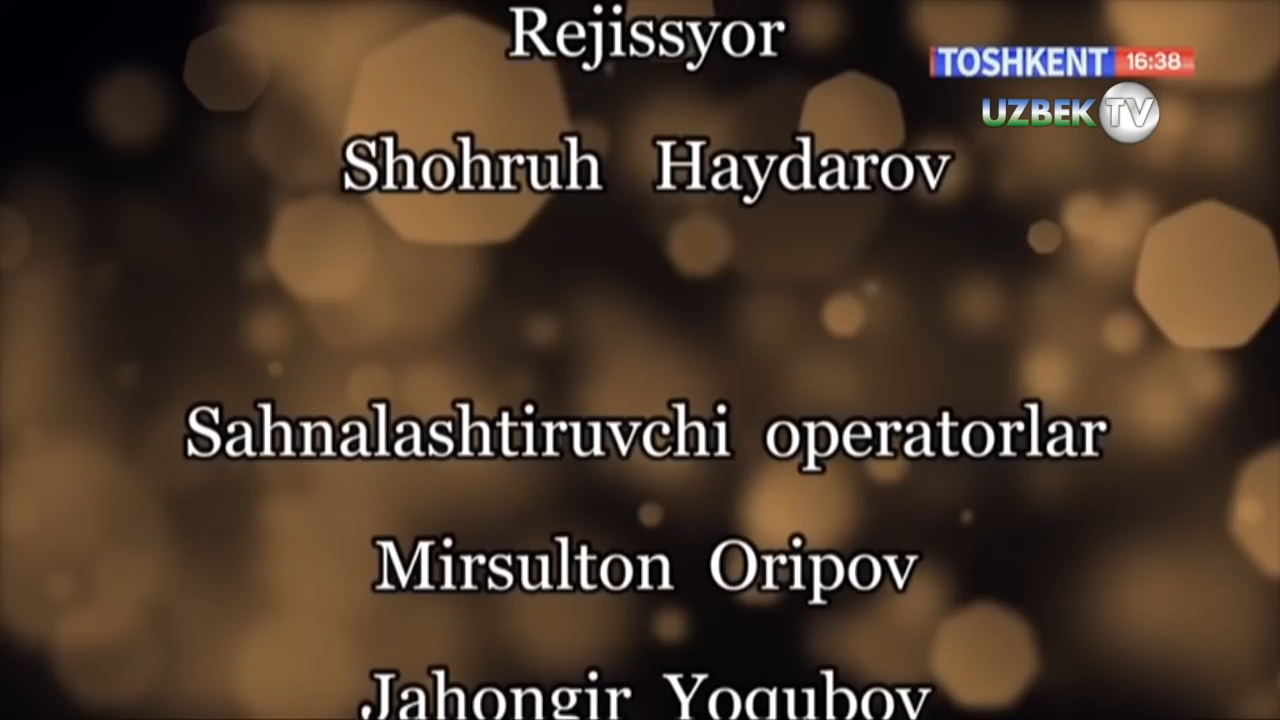 Rejissyor
TOSHKENT 16:38
UZBEK TV
Shohruh Haydarov
Sahnalashtiruvchi operatorlar
Mirsulton Oripov
Jahongir Yoqubov